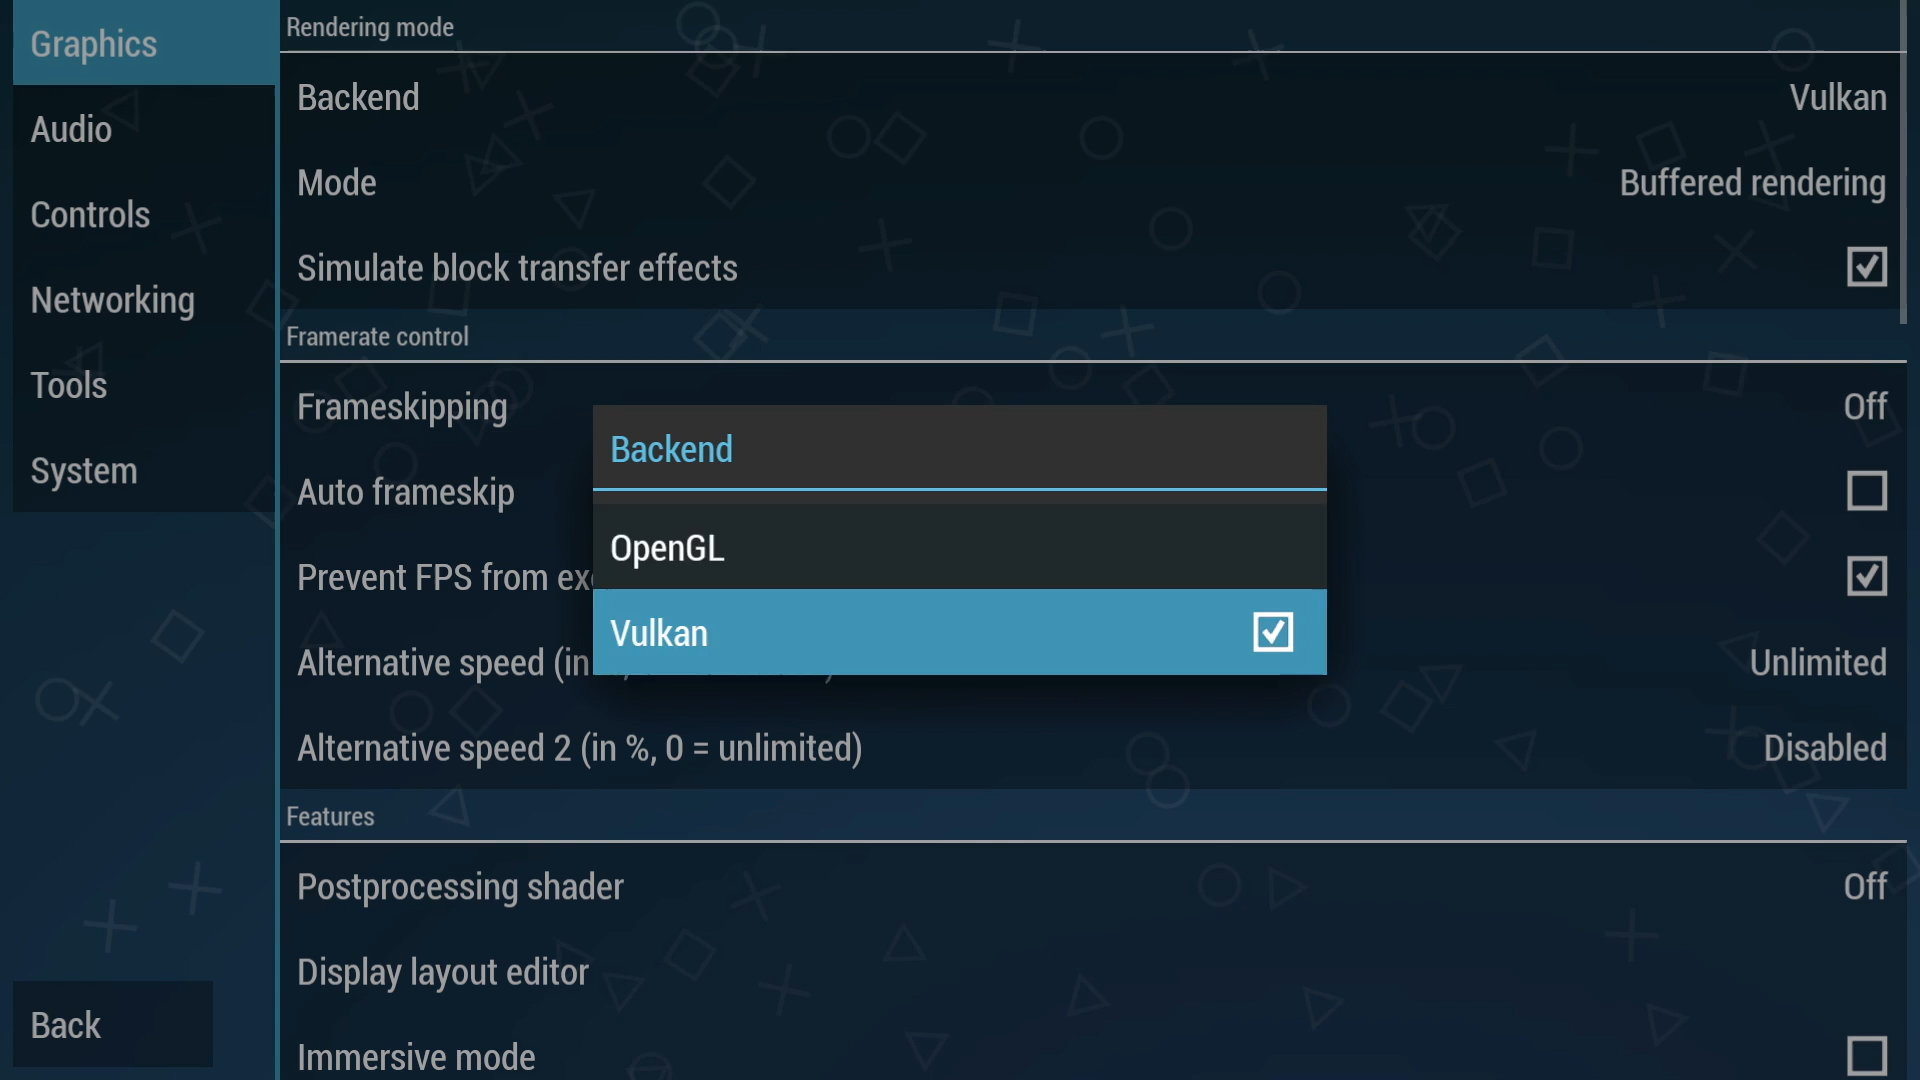 Graphics
Audio
Controls
Networking
Tools
System
Back
Rendering mode
Backend
Vulkan
Mode
Buffered rendering
Simulate block transfer effects
Framerate control
Frameskipping
Off
Auto frameskip
Prevent FPS from
Alternative speed (in
Unlimited
Alternative speed 2 (in %, 0 = unlimited)
Disabled
Features
Postprocessing shader
Off
Display layout editor
Immersive mode
Backend
OpenGL
Vulkan